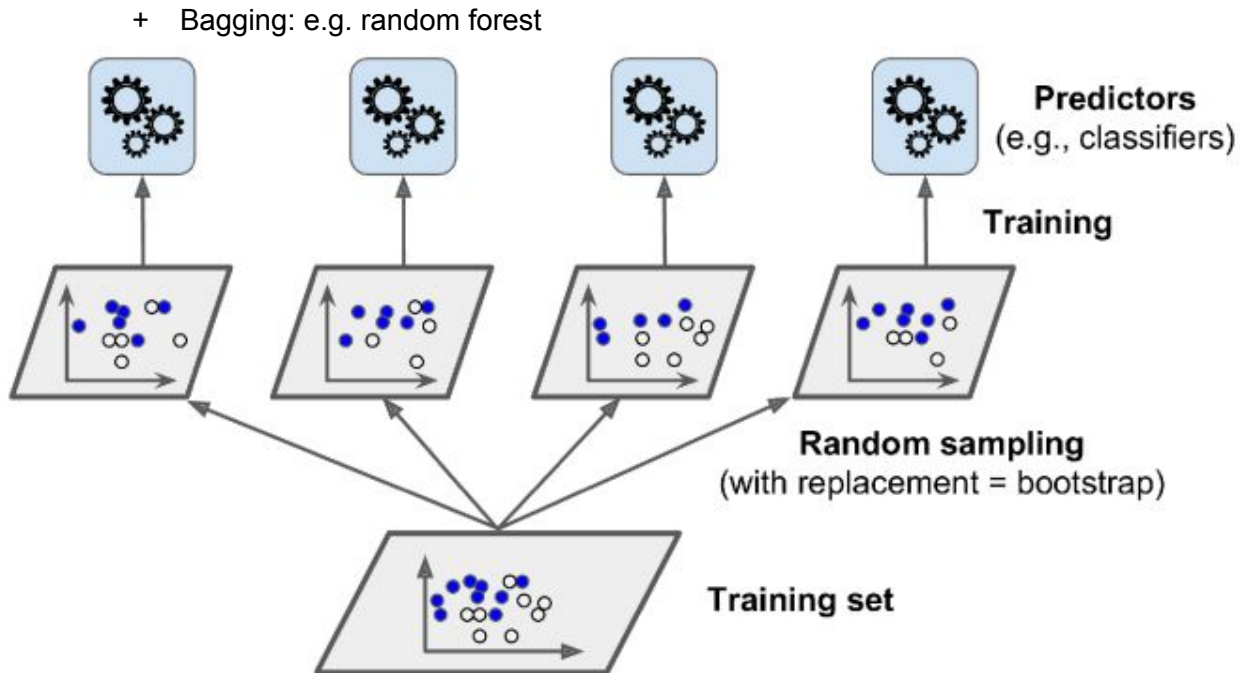 + Bagging: e.g. random forest
Predictors
(e.g., classifiers)
Training
Random sampling
(with replacement = bootstrap)
Training set